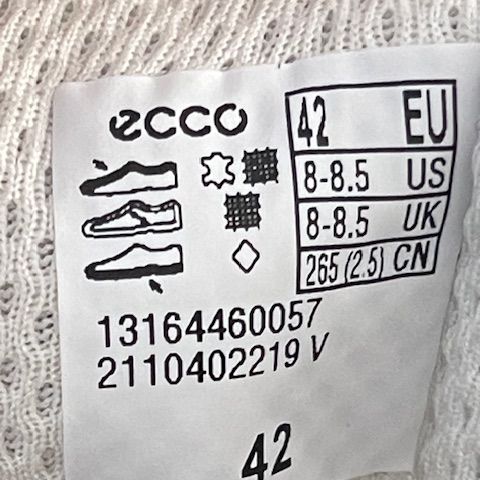 ecco
42 EU
8-8.5 US
8-8.5 UK
265 (2.5) CN
13164460057
2110402219 V
42